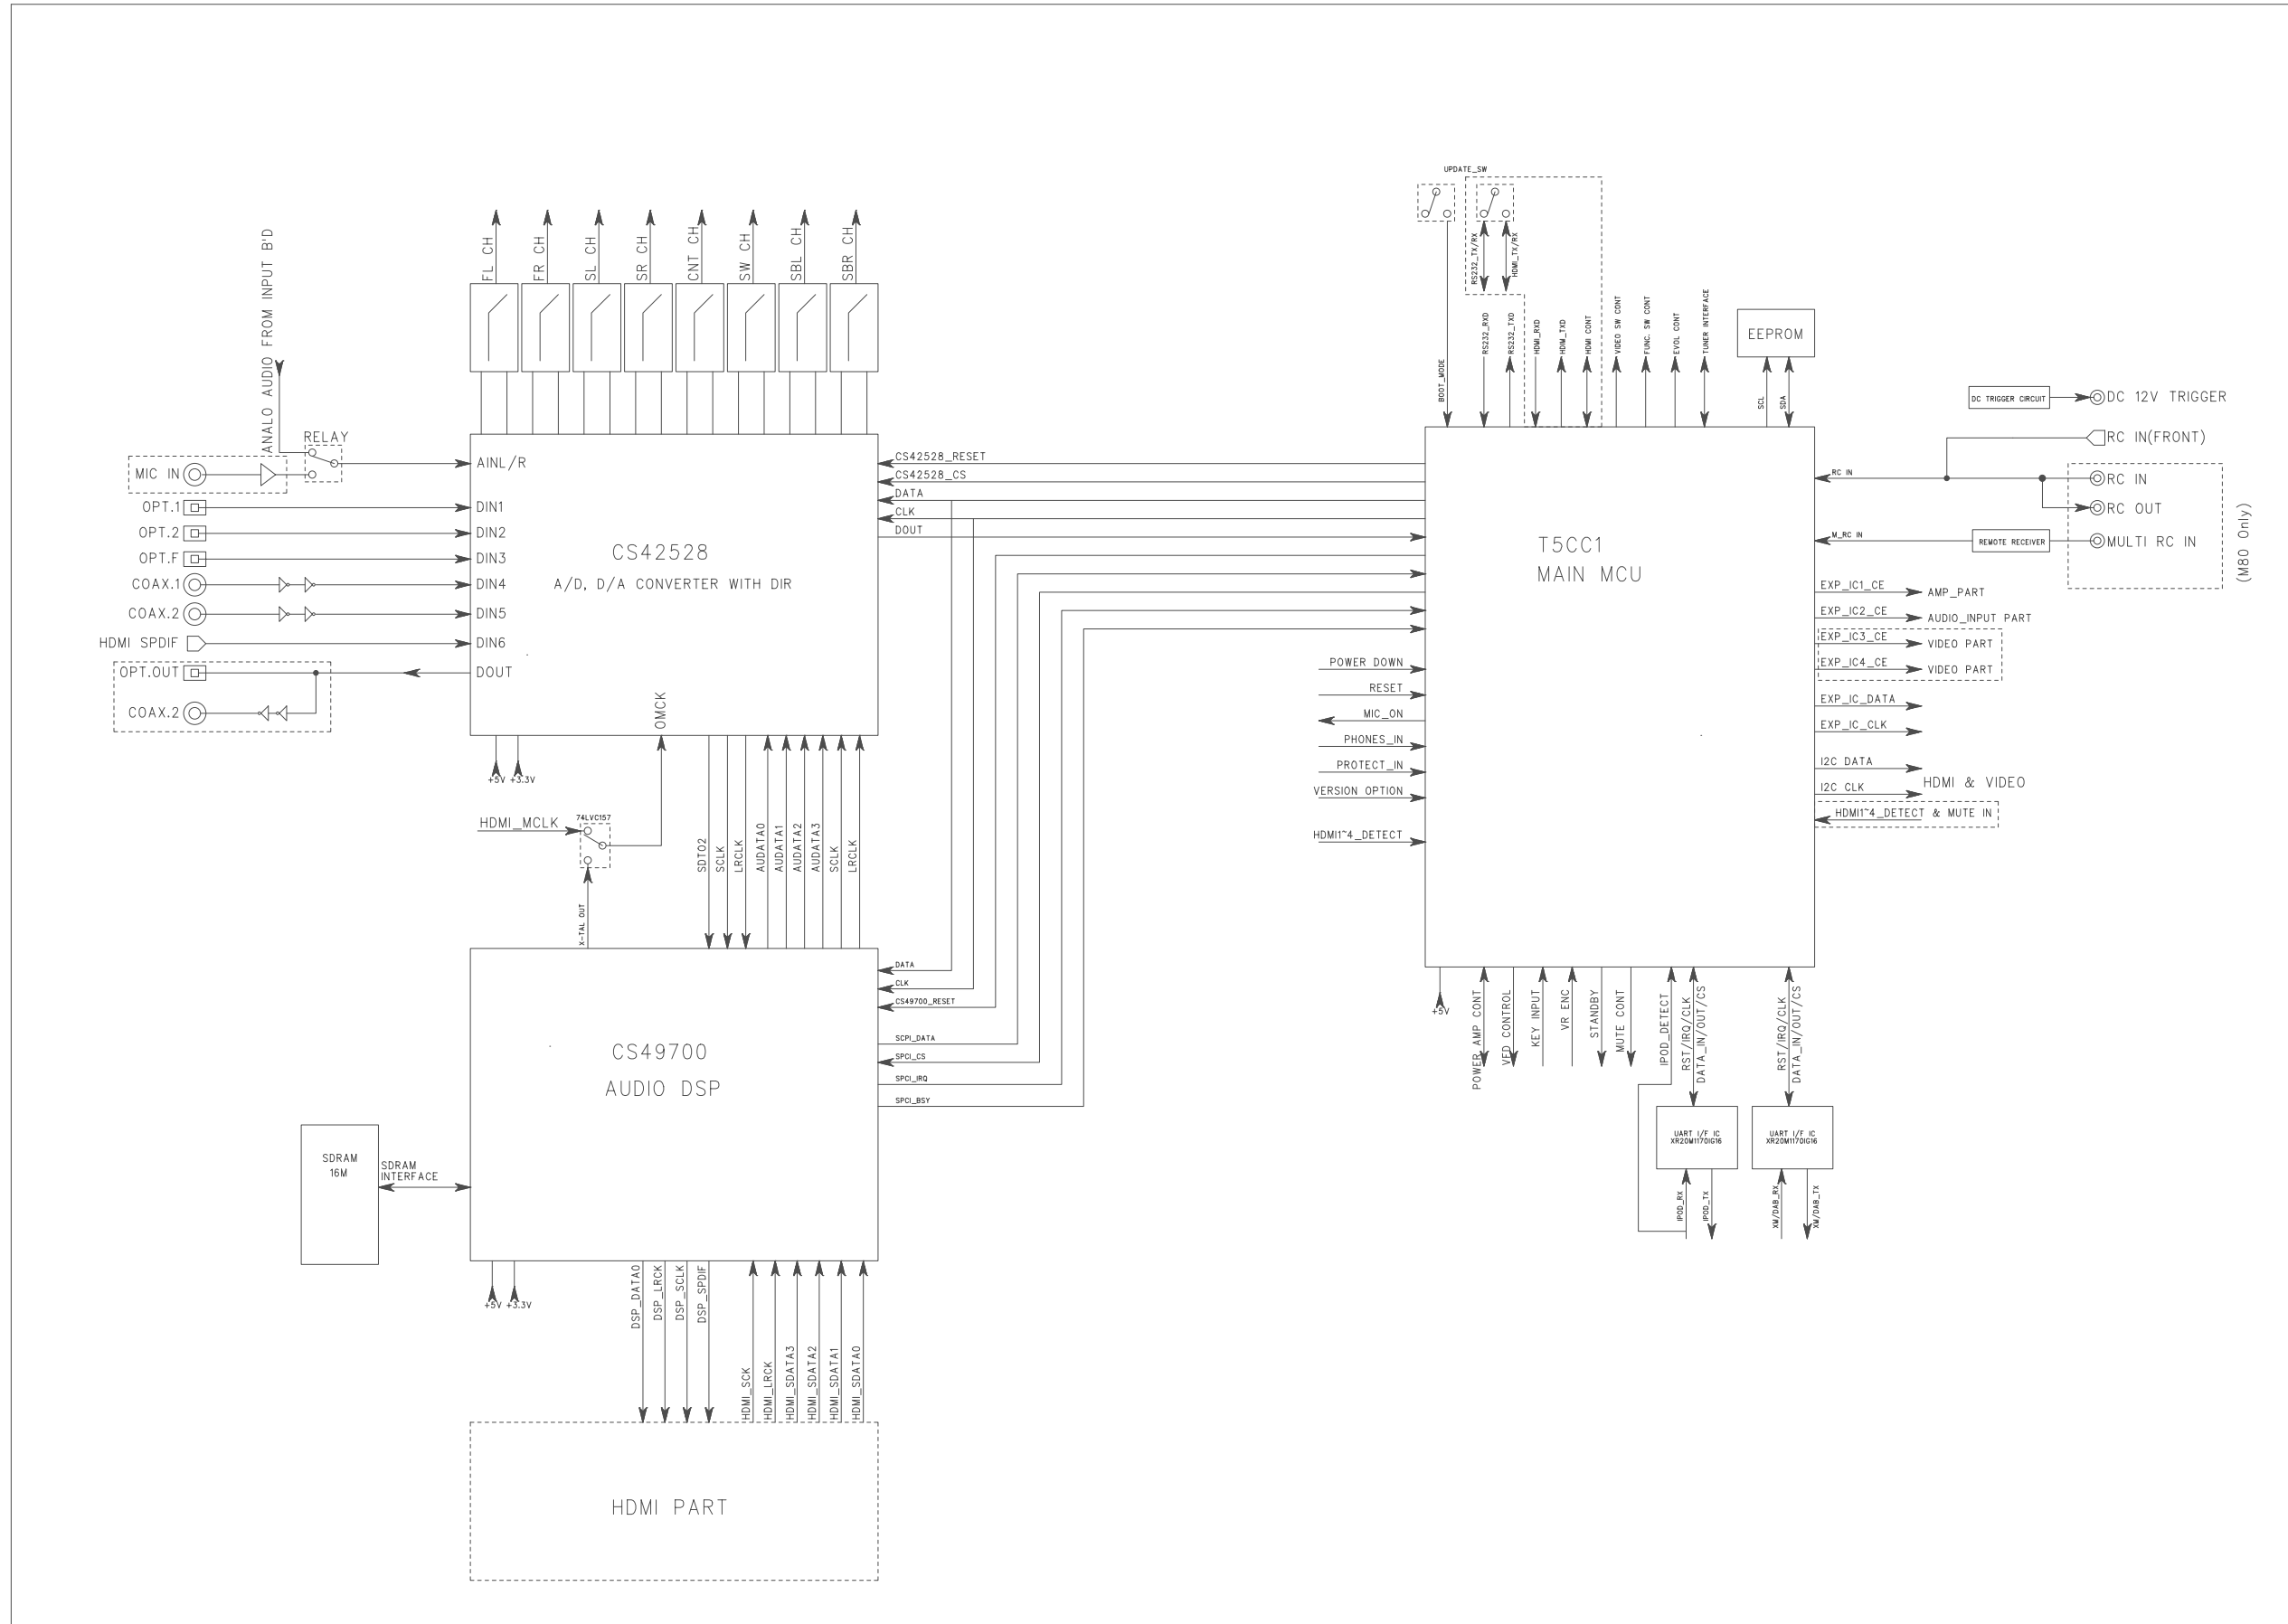 UPDATE_SW
RS232_TX/RX
HDMI_TX/RX
ANALO AUDIO FROM INPUT B'D
FL CH
FR CH
SL CH
SR CH
CNT CH
SW CH
SBL CH
SBR CH
RELAY
MIC IN
OPT.1
OPT.2
OPT.F
COAX.1
COAX.2
HDMI SPDIF
OPT.OUT
COAX.2
AINL/R
DIN1
DIN2
DIN3
DIN4
DIN5
DIN6
DOUT
CS42528
A/D, D/A CONVERTER WITH DIR
OMCK
+5V
+3.3V
CS42528_RESET
CS42528_CS
DATA
CLK
DOUT
HDMI_MCLK
74LVC157
X-TAL OUT
SDTO2
SCLK
LRCLK
AUDATA0
AUDATA1
AUDATA2
AUDATA3
SCLK
LRCLK
CS49700
AUDIO DSP
DATA
CLK
CS49700_RESET
SCPI_DATA
SPCI_CS
SPCI_IRQ
SPCI_BSY
SDRAM
16M
SDRAM
INTERFACE
+5V
+3.3V
DSP_DATA0
DSP_LRCK
DSP_SCLK
DSP_SPDIF
HDMI_SCK
HDMI_LRCK
HDMI_SDATA3
HDMI_SDATA2
HDMI_SDATA1
HDMI_SDATA0
HDMI PART
BOOT_MODE
RS232_RXD
RS232_TXD
HDMI_RXD
HDIM_TXD
HDMI CONT
VIDEO SW CONT
FUNC. SW CONT
EVOL CONT
TUNER INTERFACE
EEPROM
SCL
SDA
T5CC1
MAIN MCU
POWER DOWN
RESET
MIC_ON
PHONES_IN
PROTECT_IN
VERSION OPTION
HDMI1~4_DETECT
DC TRIGGER CIRCUIT
DC 12V TRIGGER
RC IN(FRONT)
RC IN
RC IN
RC OUT
M_RC IN
REMOTE RECEIVER
MULTI RC IN
(M80 Only)
EXP_IC1_CE
AMP_PART
EXP_IC2_CE
AUDIO_INPUT PART
EXP_IC3_CE
VIDEO PART
EXP_IC4_CE
VIDEO PART
EXP_IC_DATA
EXP_IC_CLK
I2C DATA
I2C CLK
HDMI & VIDEO
HDMI1~4_DETECT & MUTE IN
+5V
POWER AMP CONT
VFD CONTROL
KEY INPUT
VR ENC
STANDBY
MUTE CONT
IPOD_DETECT
RST/IRQ/CLK
DATA_IN/OUT/CS
RST/IRQ/CLK
DATA_IN/OUT/CS
UART I/F IC
XR20M1170IG16
UART I/F IC
XR20M1170IG16
IPOD_RX
IPOD_TX
XM/DAB_RX
XM/DAB_TX